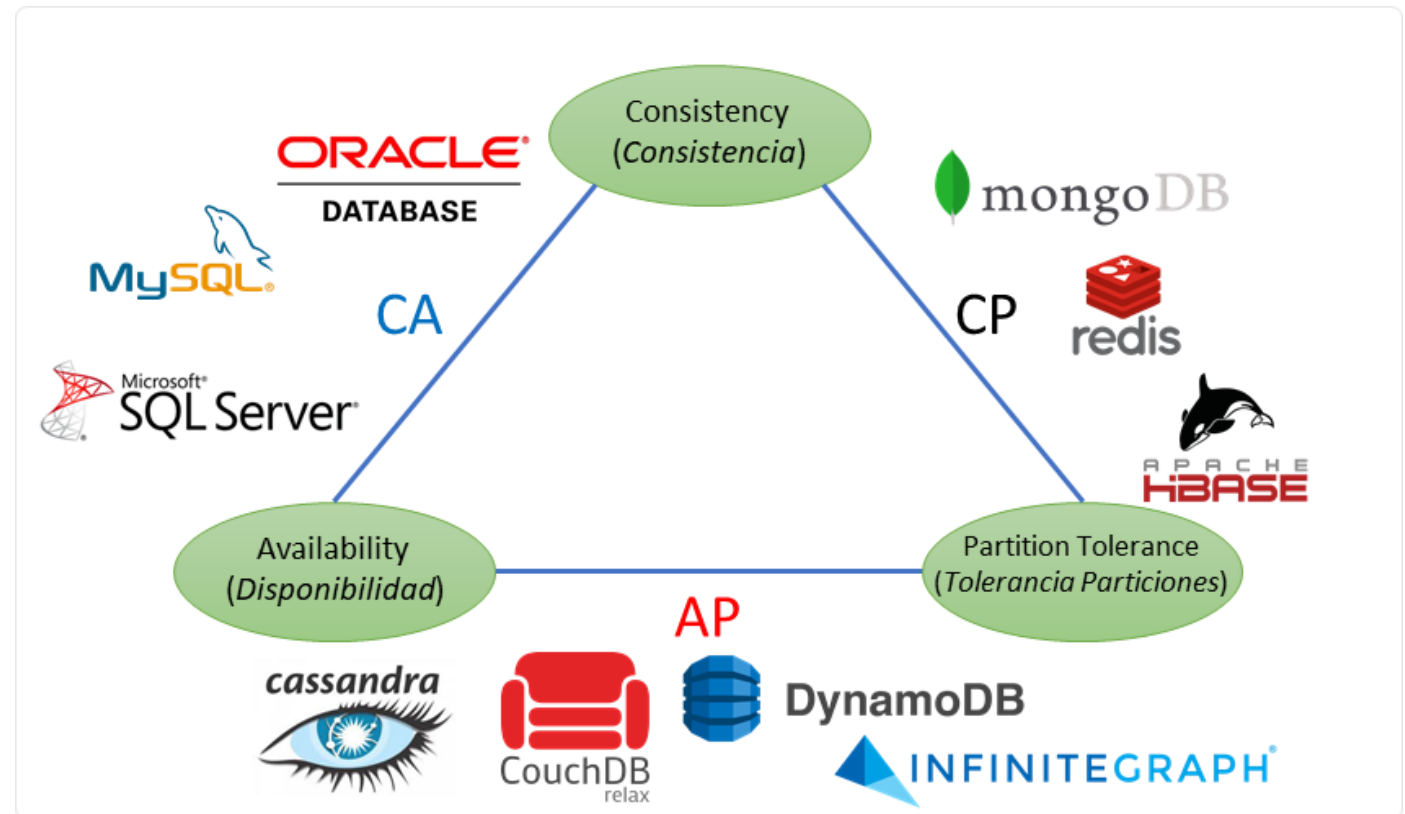 Consistency
(Consistencia)
ORACLE®
DATABASE
mongoDB
MySQL®
CA
CP
redis
Microsoft®
SQL Server®
APACHE
HBASE
Availability
(Disponibilidad)
Partition Tolerance
(Tolerancia Particiones)
AP
cassandra
CouchDB
relax
DynamoDB
INFINITEGRAPH®